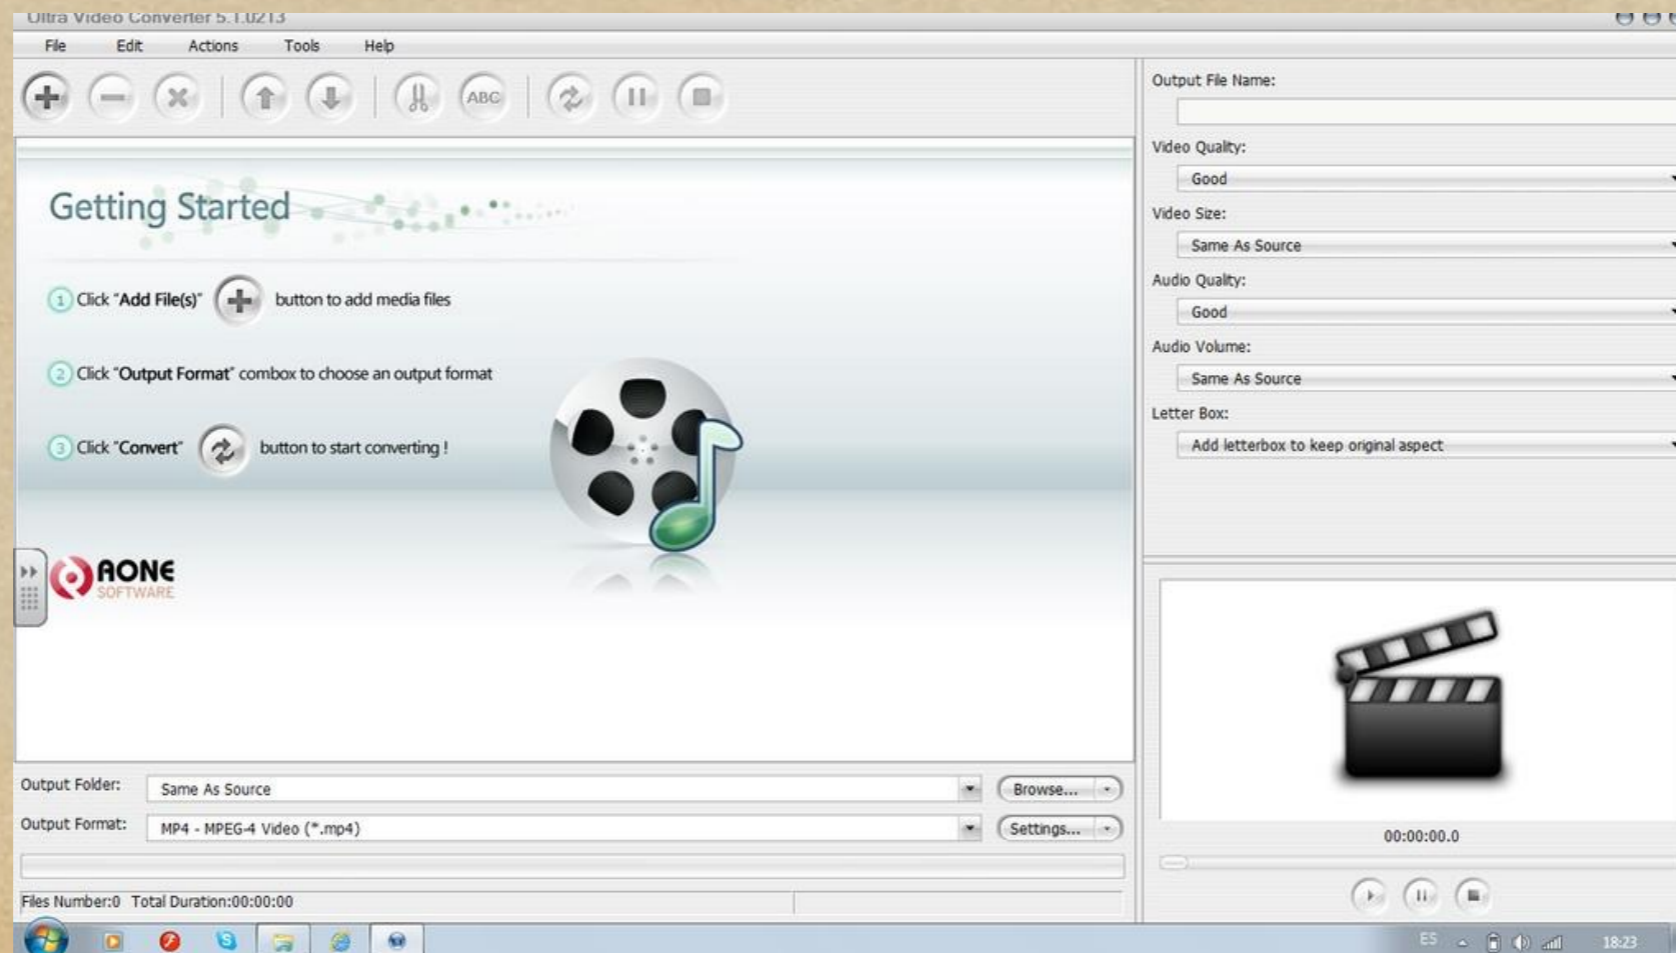 Ultra Video Converter 5.1.0213
File Edit Actions Tools Help
ABC
Getting Started
1 Click "Add File(s)" button to add media files
2 Click "Output Format" combox to choose an output format
3 Click "Convert" button to start converting !
AONE
SOFTWARE
Output Folder: Same As Source Browse...
Output Format: MP4 - MPEG-4 Video (*.mp4) Settings...
Files Number:0 Total Duration:00:00:00
Output File Name:
Video Quality:
Good
Video Size:
Same As Source
Audio Quality:
Good
Audio Volume:
Same As Source
Letter Box:
Add letterbox to keep original aspect
00:00:00.0
ES 18:23